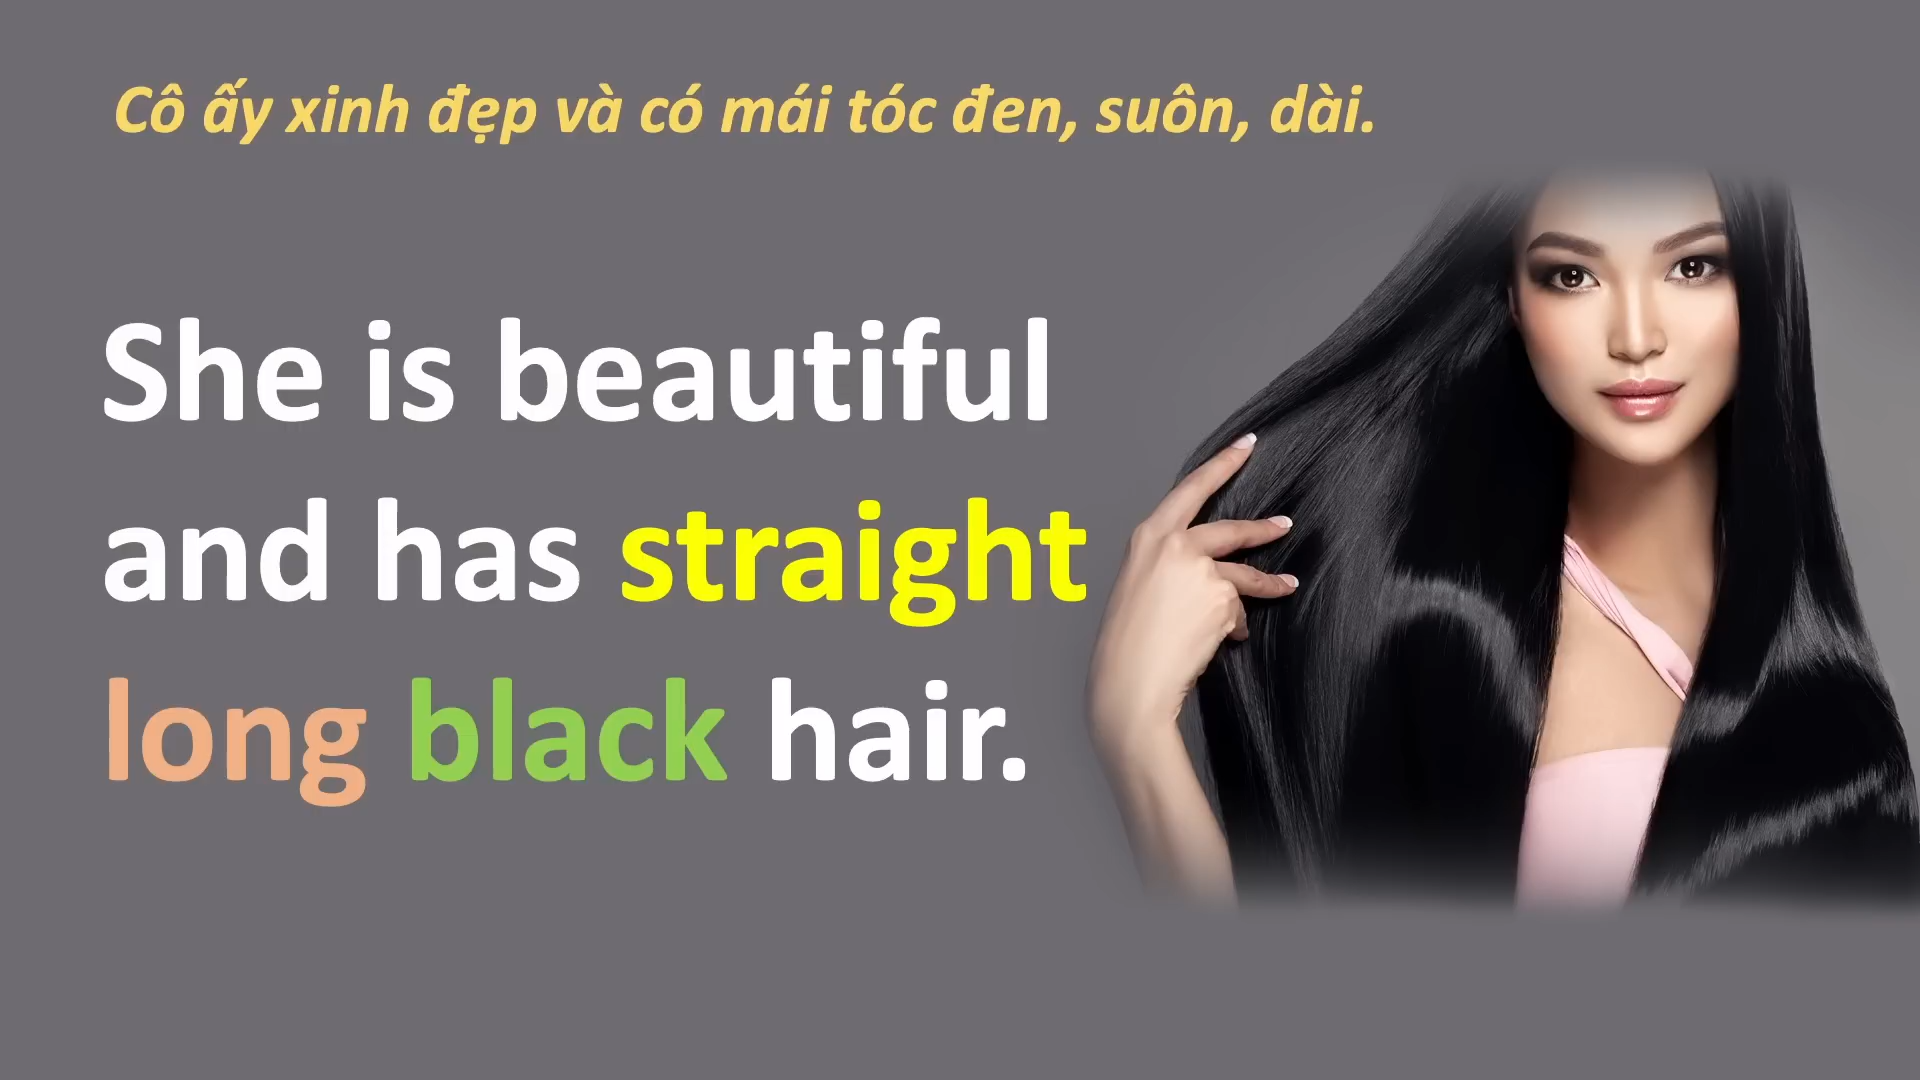 Cô ấy xinh đẹp và có mái tóc đen, suôn, dài.
She is beautiful
and has straight
long black hair.